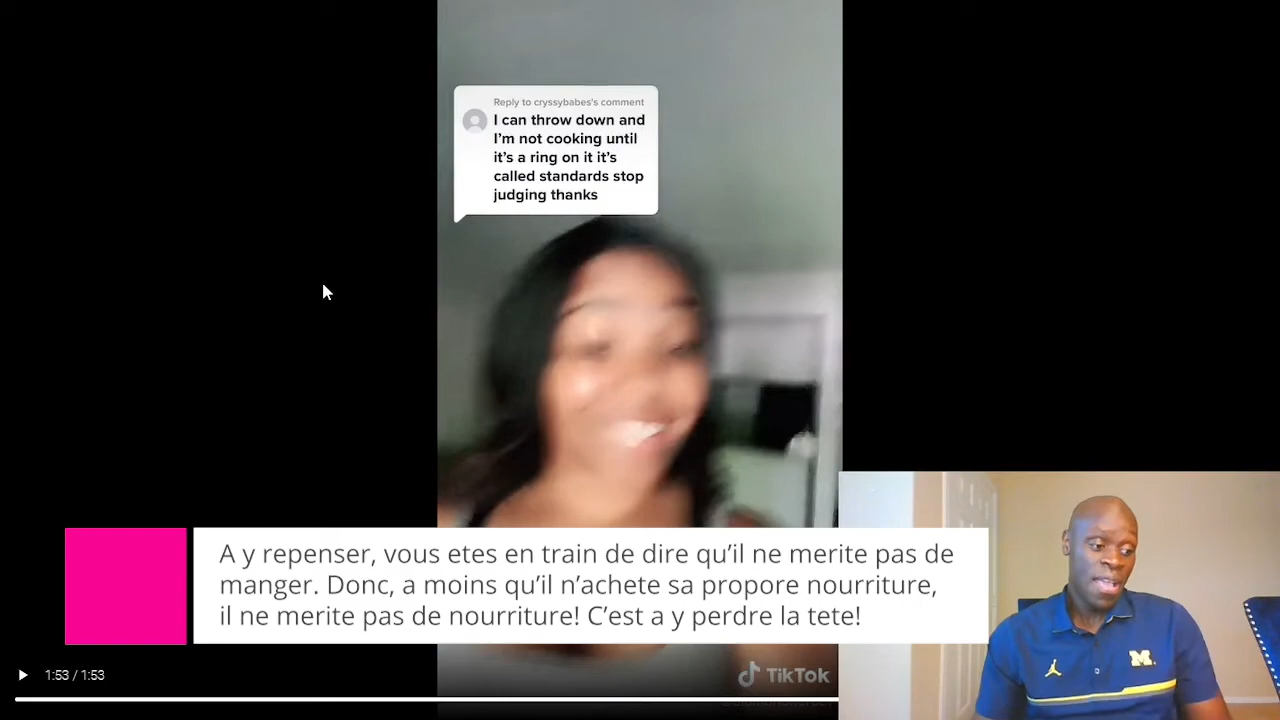 Reply to cryssybabes's comment
I can throw down and
I'm not cooking until
it's a ring on it it's
called standards stop
judging thanks
A y repenser, vous etes en train de dire qu'il ne merite pas de
manger. Donc, a moins qu'il n'achete sa propore nourriture,
il ne merite pas de nourriture! C'est a y perdre la tete!
M
1:53 / 1:53
TikTok